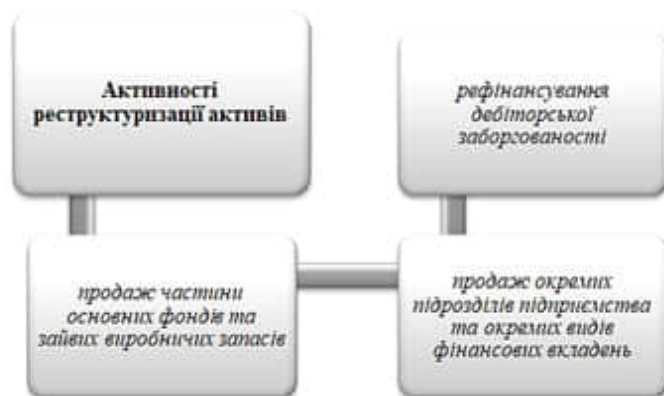 Активності
реструктуризації активів
рефінансування
дебіторської
заборгованості
продаж частини
основних фондів та
зайвих виробничих запасів
продаж окремих
підрозділів підприємства
та окремих видів
фінансових вкладень